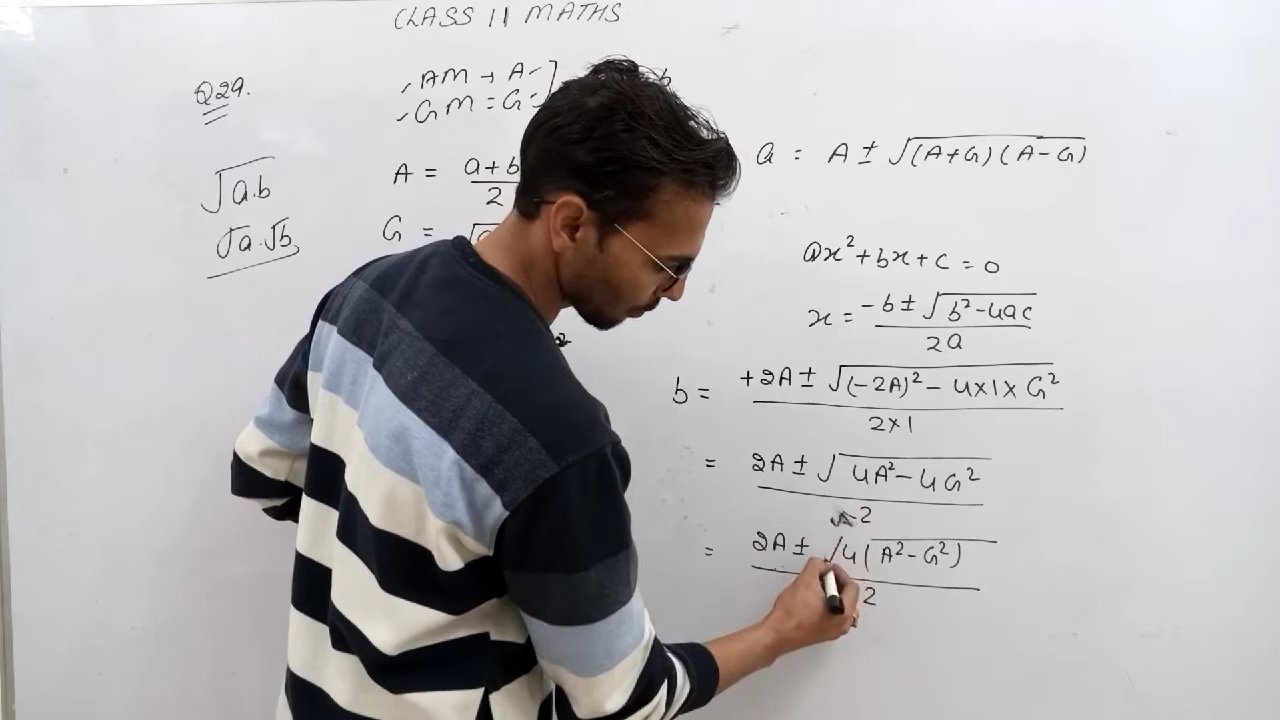 CLASS 11 MATHS
Q29.
AM → A
GM = G b
√a.b
√a.√b
A = a+b/2
G = √
a = A ± √(A+G)(A-G)
ax²+bx+c=0
x = -b ± √b²-4ac/2a
b = +2A ± √(-2A)²-4×1×G²/2×1
= 2A ± √4A²-4G²/2
= 2A ± √4(A²-G²)/2